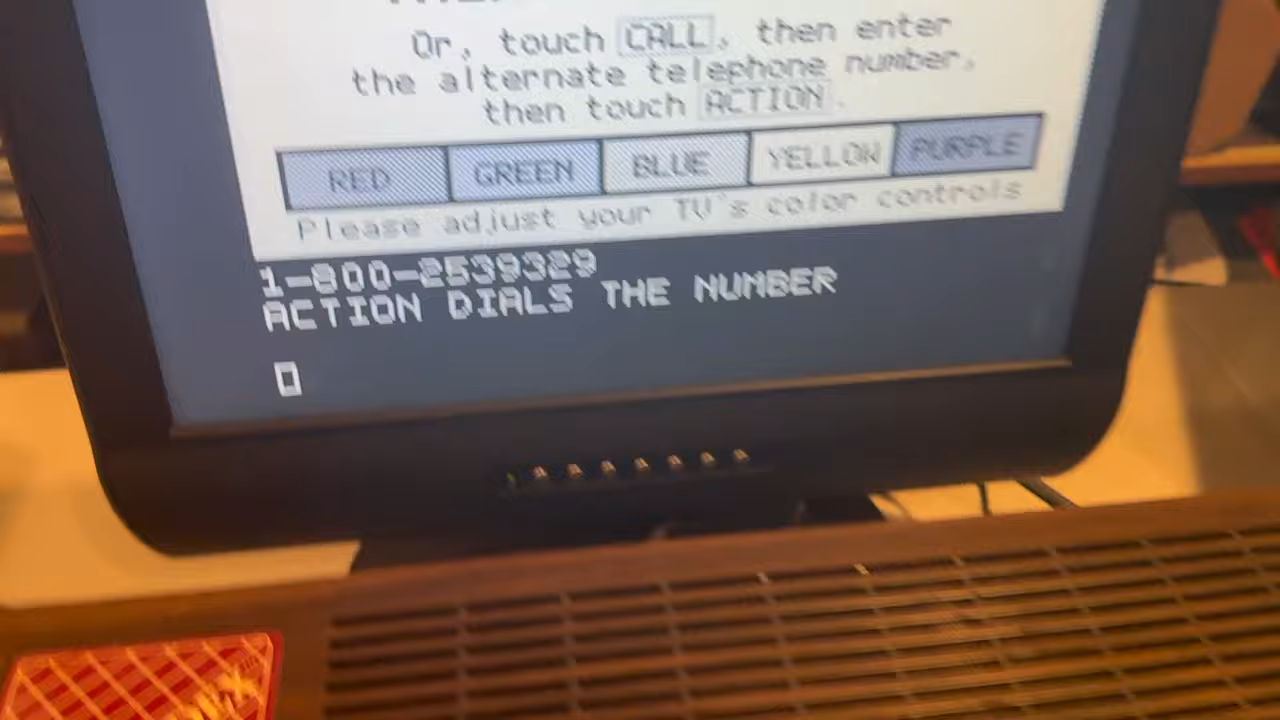 Or, touch CALL, then enter
the alternate telephone number,
then touch ACTION.
RED GREEN BLUE YELLOW PURPLE
Please adjust your TV's color controls
1-800-2539329
ACTION DIALS THE NUMBER